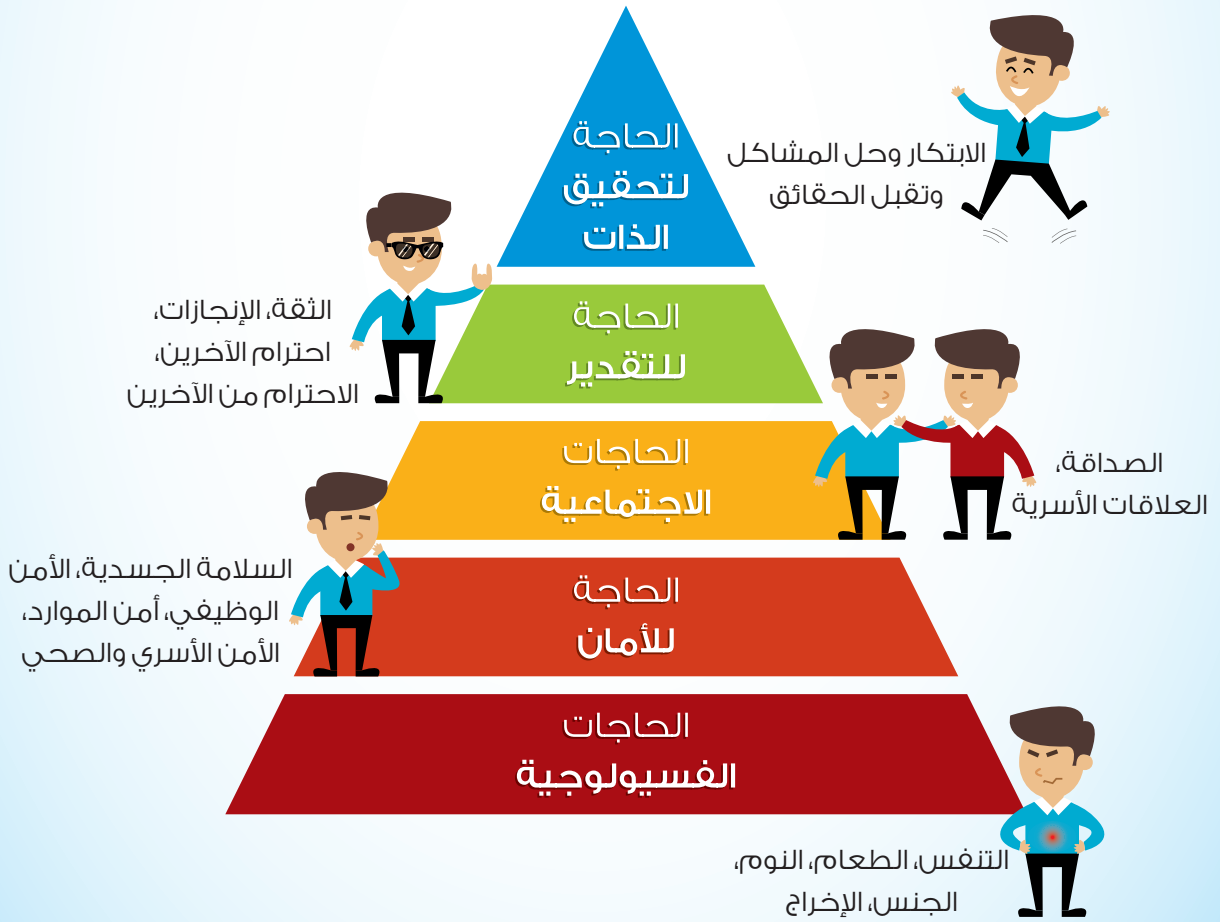 الحاجة
لتحقيق
الذات
الابتكار وحل المشاكل
وتقبل الحقائق
الحاجة
للتقدير
الثقة، الإنجازات،
احترام الآخرين،
الاحترام من الآخرين
الحاجات
الاجتماعية
الصداقة،
العلاقات الأسرية
الحاجة
للأمان
السلامة الجسدية، الأمن
الوظيفي، أمن الموارد،
الأمن الأسري والصحي
الحاجات
الفسيولوجية
التنفس، الطعام، النوم،
الجنس، الإخراج